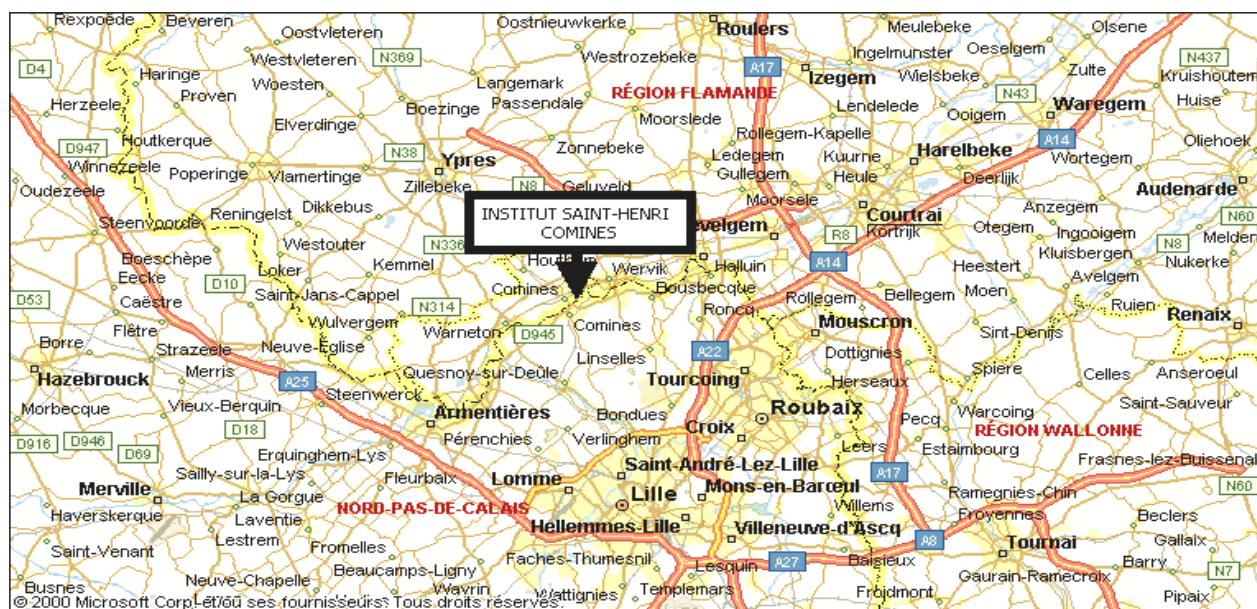 Rexpoëde
Beveren
Oostvleteren
Oostnieuwkerke
Roulers
Meulebeke
Olsene
Westvleteren
N369
Westrozebeke
Ingelmunster
Oeselgem
N437
D4
Haringe
Woesten
Langemark
A17
Izegem
Wielsbeke
Zulte
Kruishoutem
Proven
Passendale
RÉGION FLAMANDE
N43
Herzeele
Boezinge
Lendelede
Waregem
Huise
Elverdinge
Moorslede
Ooigem
Houtkerque
Rollegem-Kapelle
D947
N38
Zonnebeke
A14
Oliehoek
Winnezeele
Ypres
Ledegem
Kuurne
Harelbeke
Wortegem
Oudezeele
Poperinge
Vlamertinge
Zillebeke
N8
Geluveld
Gullegem
Heule
Deerlijk
Audenarde
Steenvoorde
Reningelst
Dikkebus
INSTITUT SAINT-HENRI
COMINES
Moorsele
Courtrai
Anzegem
N60
Westouter
N336
evelgem
R8
Kortrijk
Otegem
Ingooigem
Melden
Boeschèpe
Loker
Kemmel
Wervik
Halluin
A14
Kluisbergen
N8
Eecke
D10
Heestert
Avelgem
Nukerke
D53
Caëstre
Saint-Jans-Cappel
N314
Comines
Bousbecque
Rollegem
Bellegem
Moen
Ruien
Flêtre
Wulvergem
Warneton
D945
Comines
Roncq
Mouscron
Sint-Denijs
Renaix
Borre
Strazeele
Neuve-Eglise
Linselles
A22
Dottignies
Hazebrouck
Merris
A25
Quesnoy-sur-Deûle
Tourcoing
Herseaux
Spiere
Celles
Anseroeul
Morbecque
Vieux-Berquin
Steenwerck
Armentières
Bondues
Roubaix
Pecq
Warcoing
Saint-Sauveur
D916
D946
D18
Pérenchies
Verlinghem
Croix
Leers
Estaimbourg
RÉGION WALLONNE
D69
Erquinghem-Lys
Frasnes-lez-Buissenal
Sailly-sur-la-Lys
Fleurbaix
Lomme
Saint-André-Lez-Lille
A17
N60
Merville
La Gorgue
Lille
Mons-en-Barœul
Ramegnies-Chin
NORD-PAS-DE-CALAIS
Willems
Haverskerque
Laventie
Hellemmes-Lille
Villeneuve-d'Ascq
Froyennes
Beclers
Lestrem
A8
Saint-Venant
Fromelles
Faches-Thumesnil
Tournai
Gallaix
Beaucamps-Ligny
Lesquin
A27
Baisieux
Barry
N7
Busnes
Neuve-Chapelle
Wavrin
Wattignies
Templemars
Froidmont
Gaurain-Ramecroix
Pipaix
© 2000 Microsoft Corp. et/où ses fournisseurs. Tous droits réservés.